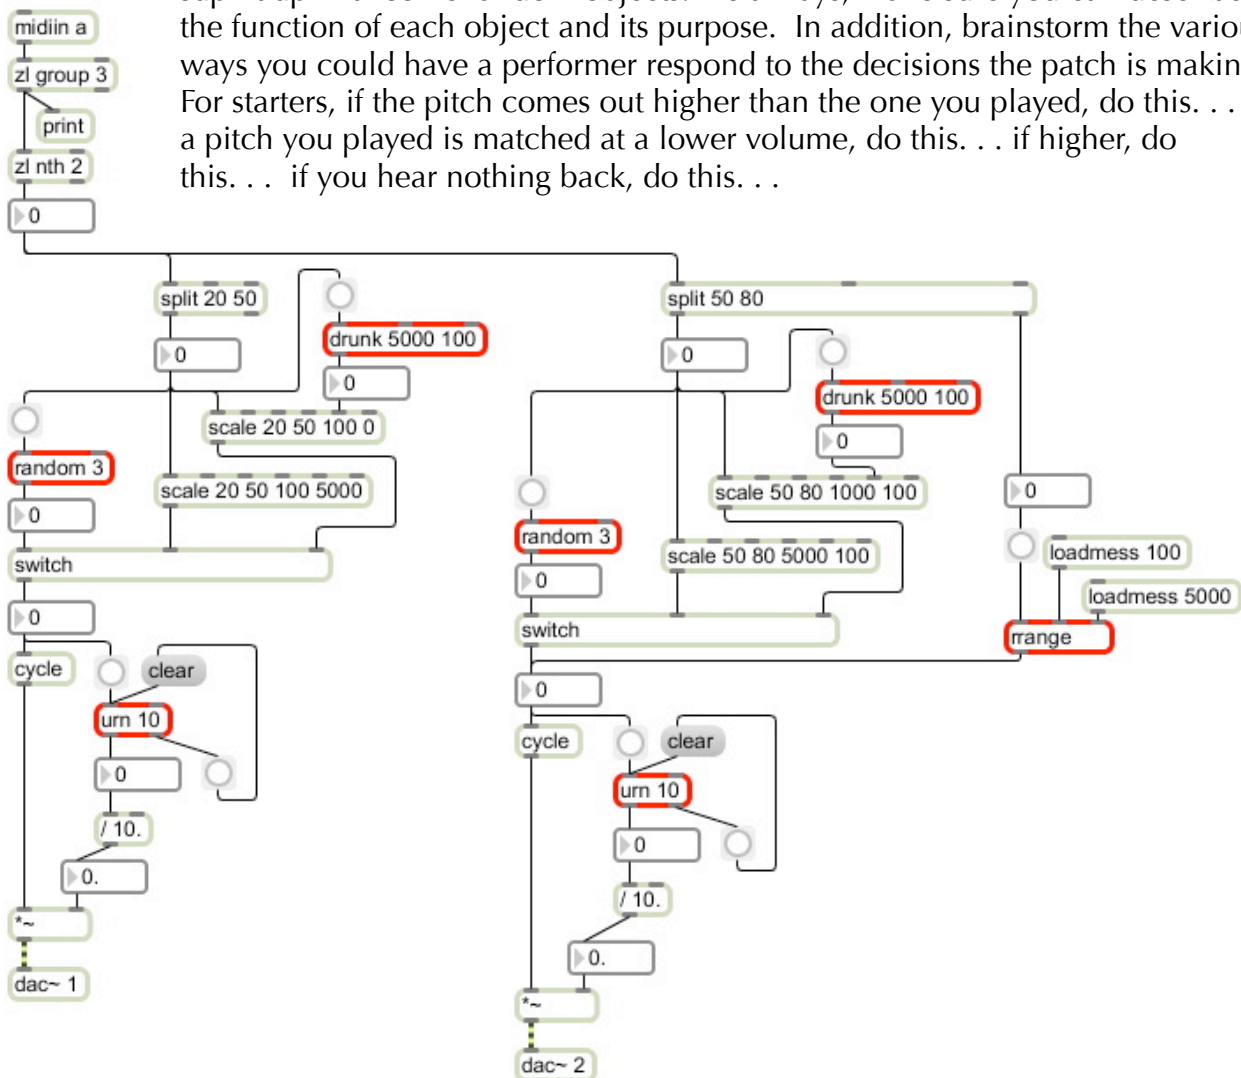 the function of each object and its purpose.  In addition, brainstorm the
ways you could have a performer respond to the decisions the patch is
For starters, if the pitch comes out higher than the one you played, do this. . .
a pitch you played is matched at a lower volume, do this. . . if higher, do
this. . .  if you hear nothing back, do this. . .
midiin a
zl group 3
print
zl nth 2
0
split 20 50
split 50 80
0
drunk 5000 100
0
0
drunk 5000 100
0
scale 20 50 100 0
0
random 3
scale 20 50 100 5000
scale 50 80 1000 100
0
0
random 3
switch
scale 50 80 5000 100
loadmess 100
0
loadmess 5000
0
switch
rrange
cycle
clear
0
urn 10
cycle
clear
0
urn 10
/ 10.
0
0.
/ 10.
*~
0.
dac~ 1
*~
dac~ 2